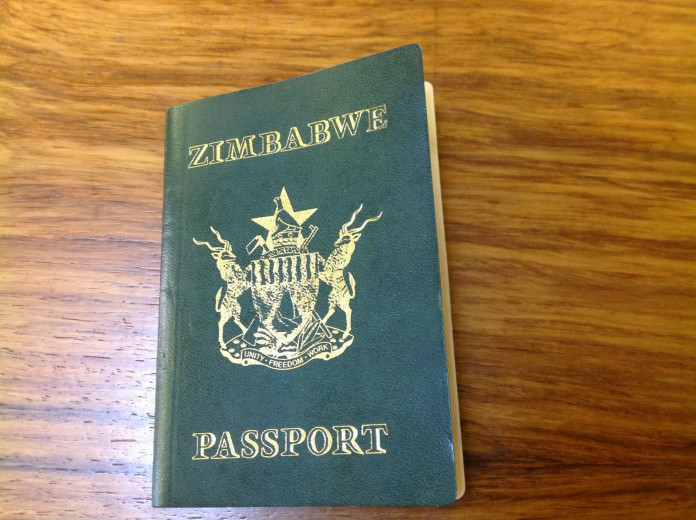 ZIMBABWE
UNITY · FREEDOM · WORK
PASSPORT